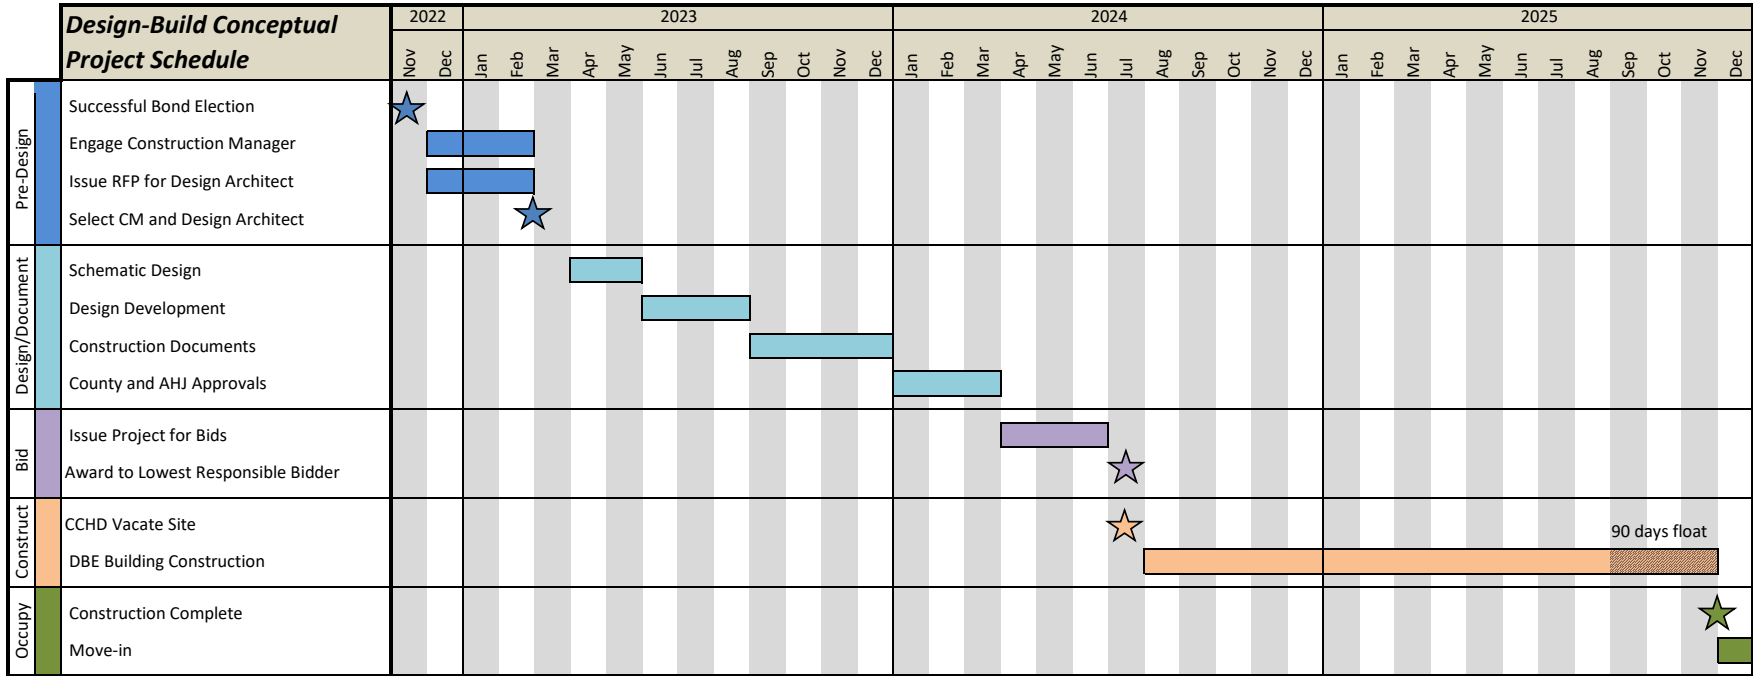 Design-Build Conceptual
Project Schedule
2022
2023
2024
2025
Nov Dec Jan Feb Mar Apr May Jun Jul Aug Sep Oct Nov Dec Jan Feb Mar Apr May Jun Jul Aug Sep Oct Nov Dec Jan Feb Mar Apr May Jun Jul Aug Sep Oct Nov Dec
Pre-Design
Successful Bond Election
Engage Construction Manager
Issue RFP for Design Architect
Select CM and Design Architect
Design/Document
Schematic Design
Design Development
Construction Documents
County and AHJ Approvals
Bid
Issue Project for Bids
Award to Lowest Responsible Bidder
Construct
CCHD Vacate Site
90 days float
DBE Building Construction
Occupy
Construction Complete
Move-in